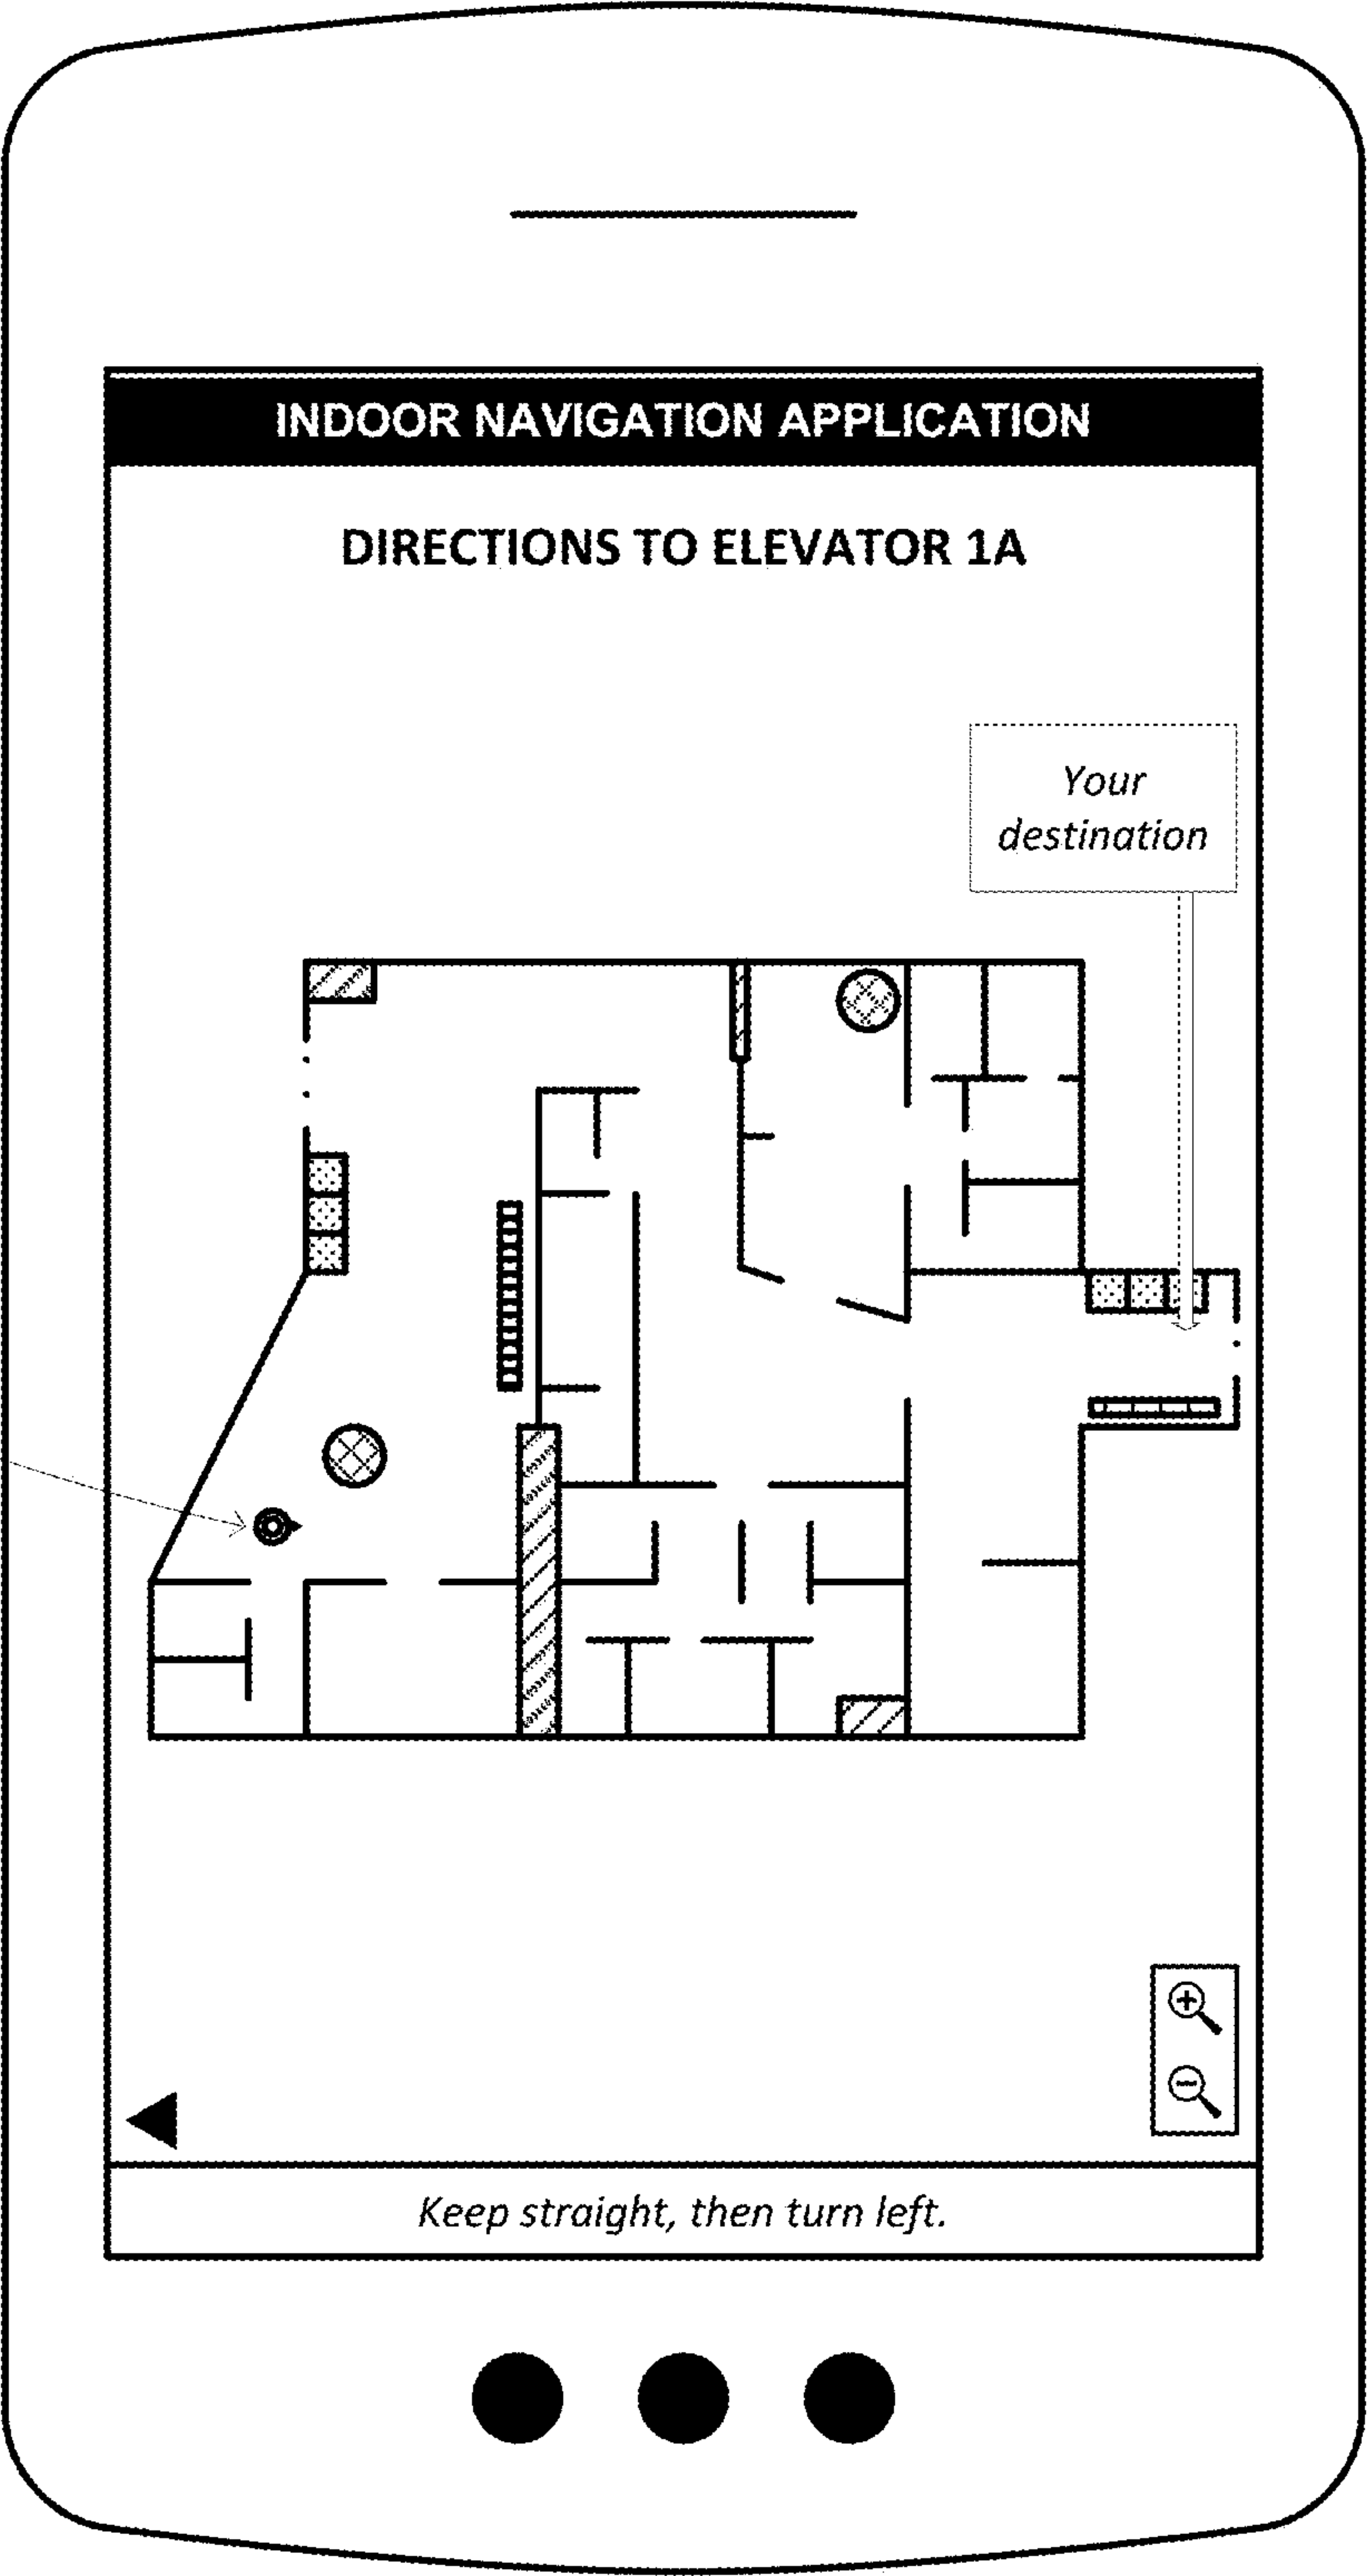 INDOOR NAVIGATION APPLICATION
DIRECTIONS TO ELEVATOR 1A
Your
destination
Keep straight, then turn left.